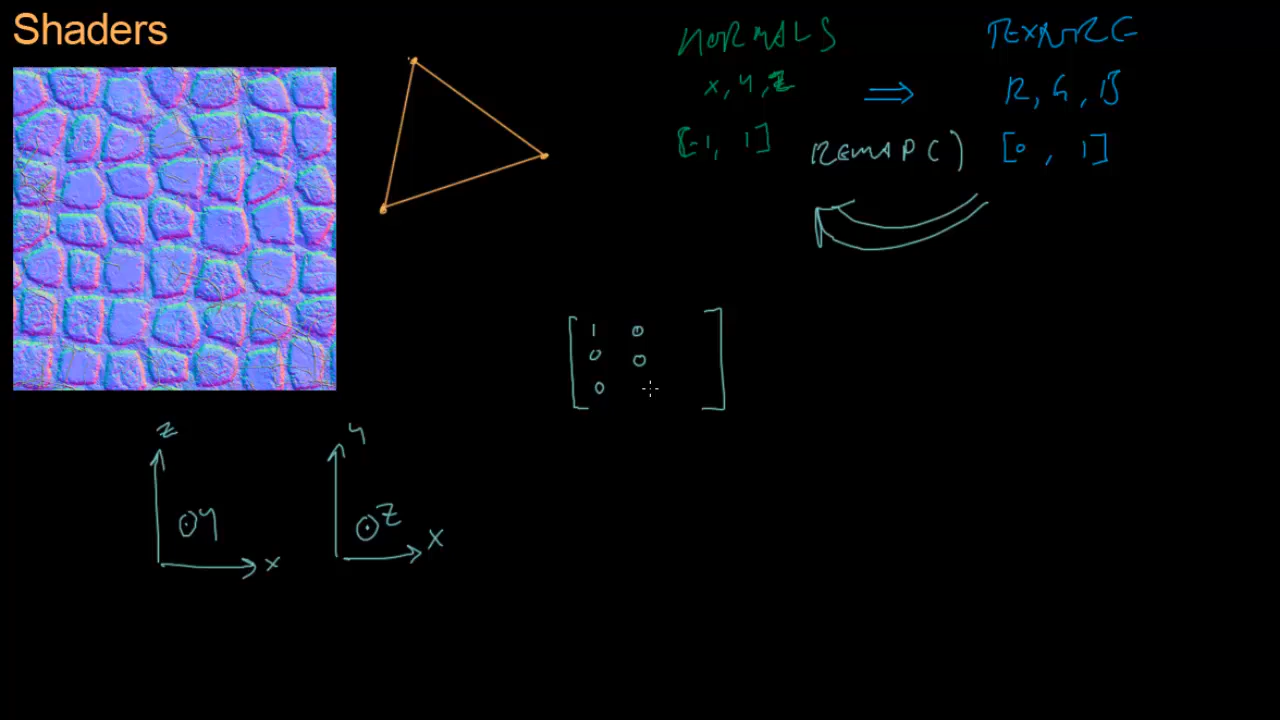 Shaders
NORMALS
x, y, z
[-1, 1]
⇒
REMAP()
TEXTURE
R, G, B
[0, 1]
1 0
0 0
0
z
y
x
y
z
x